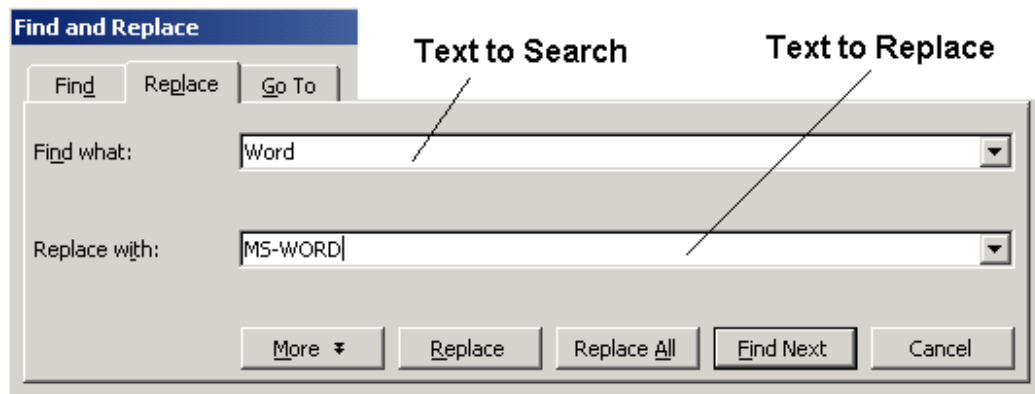 Find and Replace
Text to Search Text to Replace
Find Replace Go To
Find what: Word
Replace with: MS-WORD
More Replace Replace All Find Next Cancel